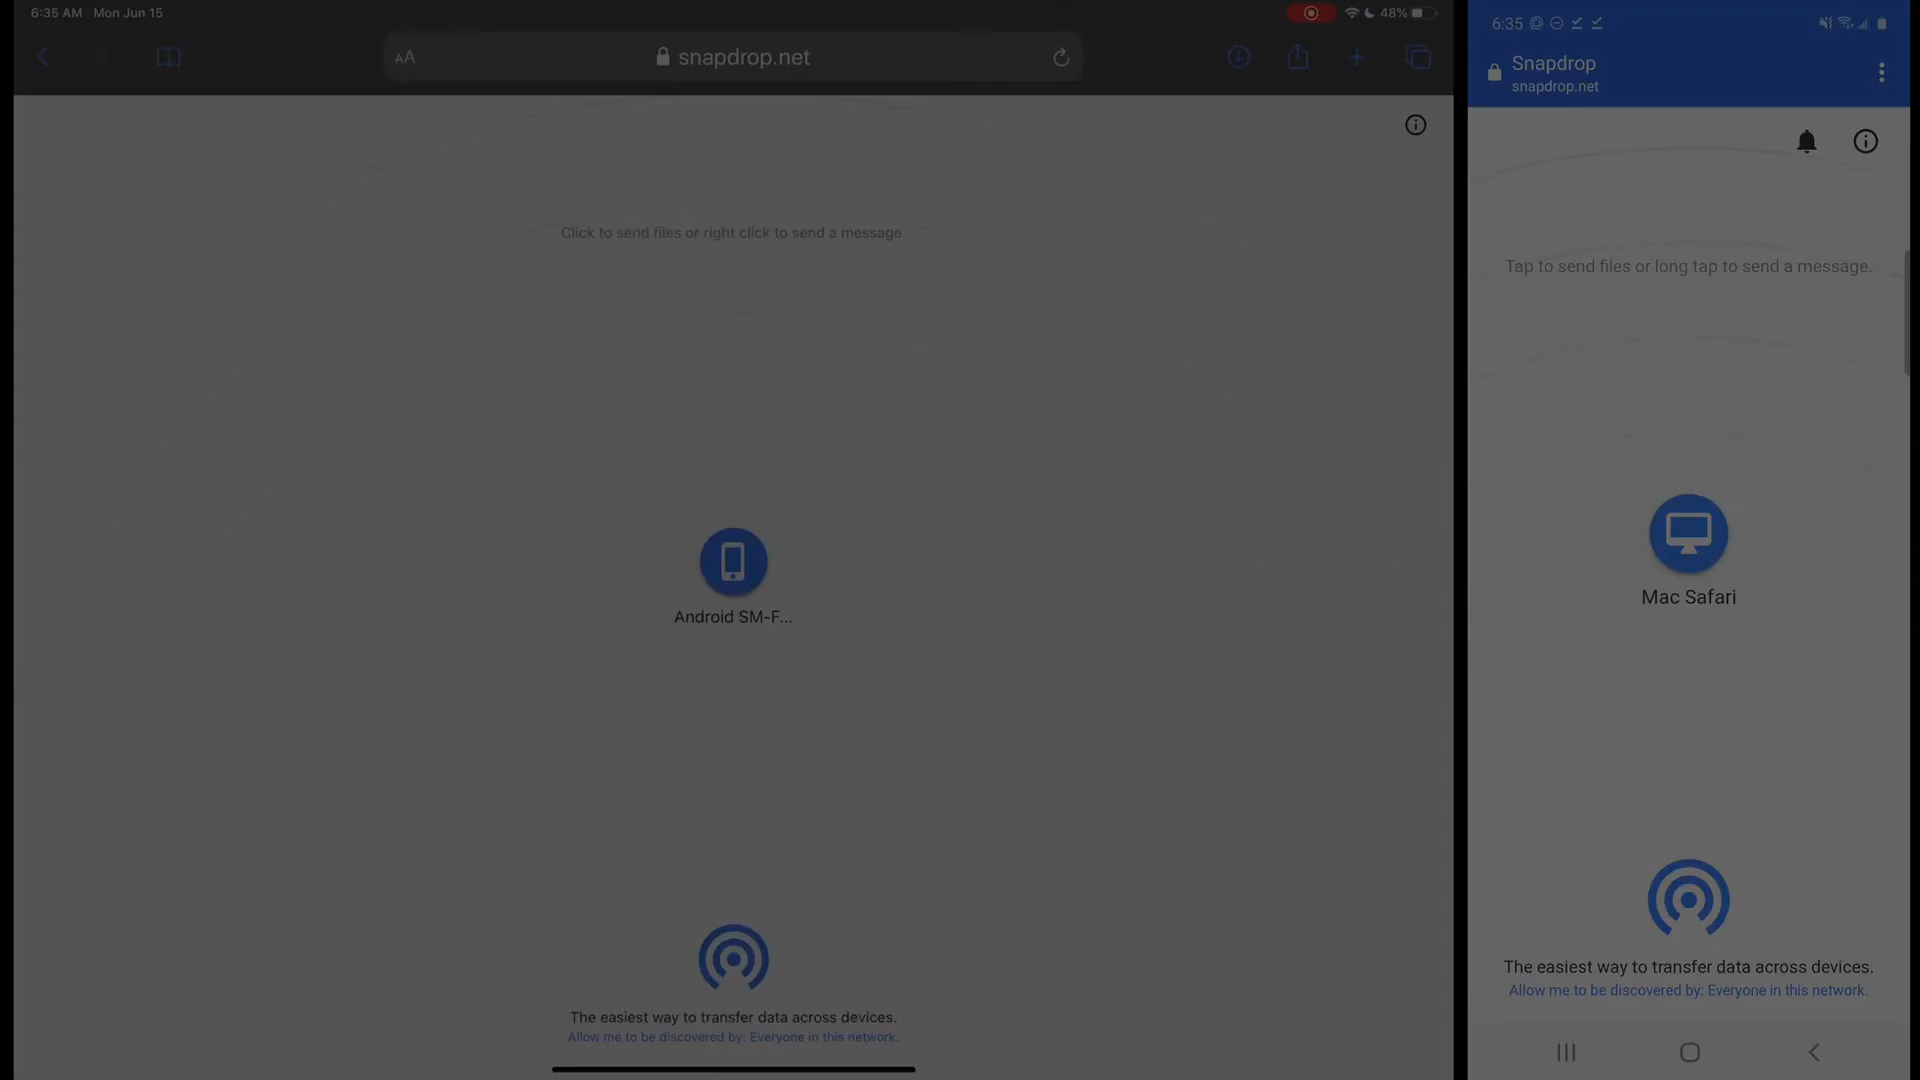 6:35 AM Mon Jun 15
48%
AA
snapdrop.net
Click to send files or right click to send a message.
Android SM-F...
The easiest way to transfer data across devices.
Allow me to be discovered by: Everyone in this network.
6:35
Snapdrop
snapdrop.net
Tap to send files or long tap to send a message.
Mac Safari
The easiest way to transfer data across devices.
Allow me to be discovered by: Everyone in this network.